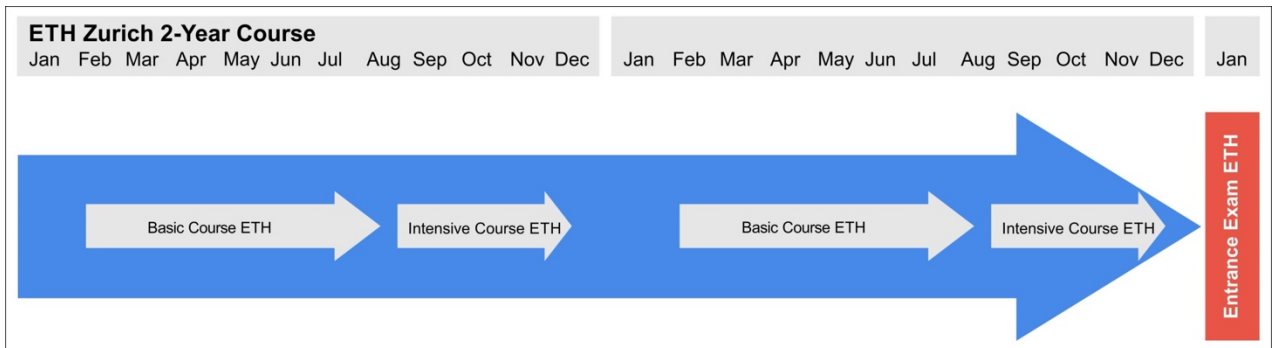 ETH Zurich 2-Year Course
Jan Feb Mar Apr May Jun Jul Aug Sep Oct Nov Dec Jan Feb Mar Apr May Jun Jul Aug Sep Oct Nov Dec Jan
Basic Course ETH Intensive Course ETH Basic Course ETH Intensive Course ETH
Entrance Exam ETH